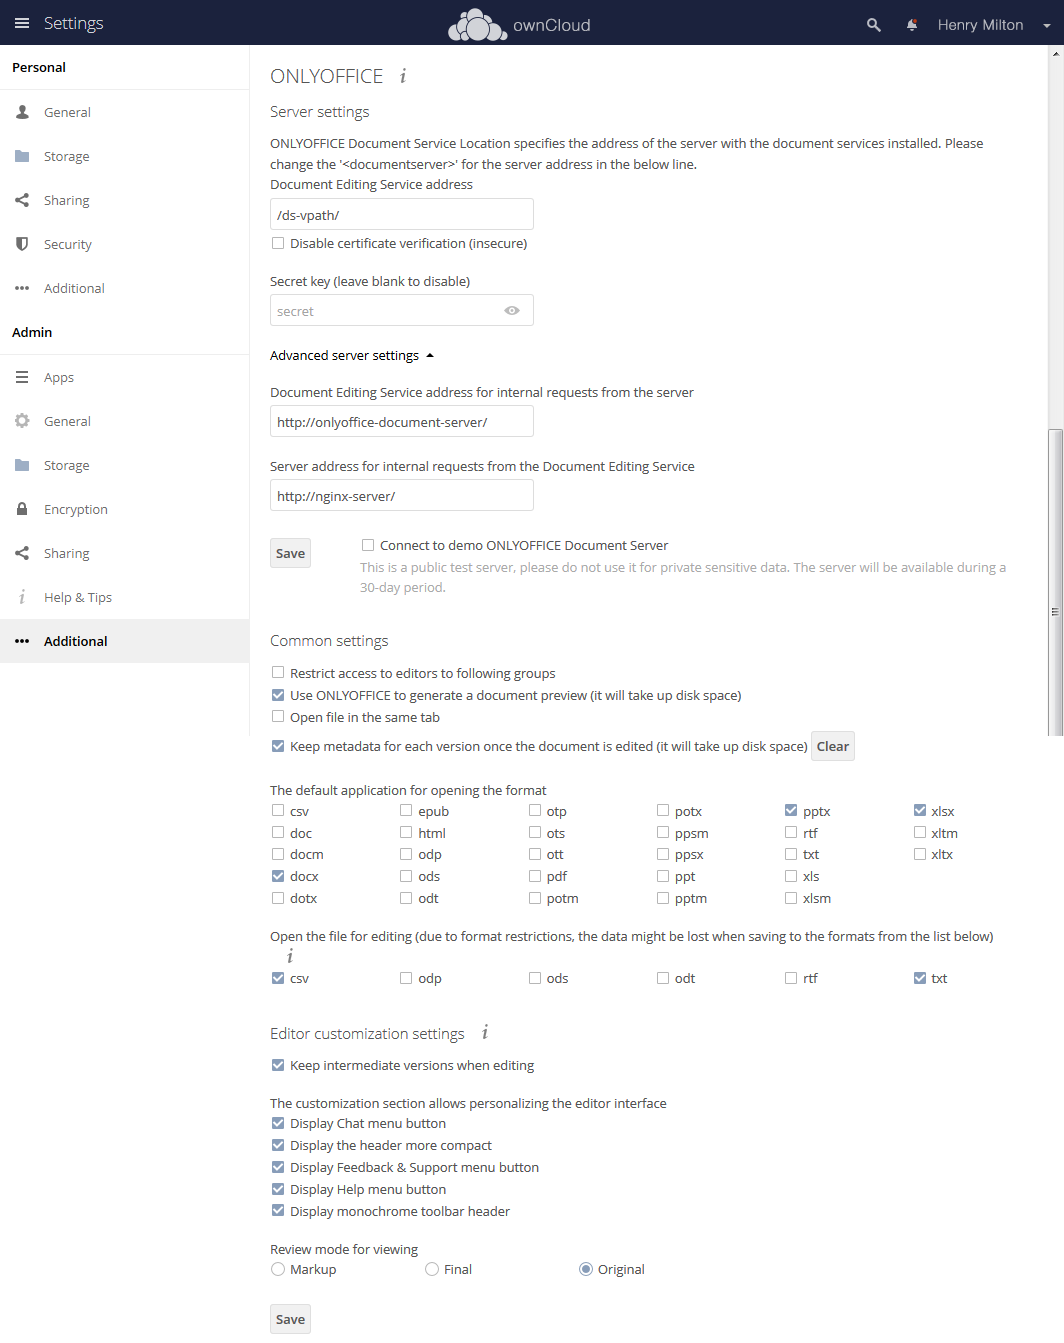 Settings
ownCloud
Henry Milton
Personal
General
Storage
Sharing
Security
Additional
Admin
Apps
General
Storage
Encryption
Sharing
Help & Tips
Additional
ONLYOFFICE
Server settings
ONLYOFFICE Document Service Location specifies the address of the server with the document services installed. Please
change the '<documentserver>' for the server address in the below line.
Document Editing Service address
/ds-vpath/
Disable certificate verification (insecure)
Secret key (leave blank to disable)
secret
Advanced server settings
Document Editing Service address for internal requests from the server
http://onlyoffice-document-server/
Server address for internal requests from the Document Editing Service
http://nginx-server/
Save
Connect to demo ONLYOFFICE Document Server
This is a public test server, please do not use it for private sensitive data. The server will be available during a
30-day period.
Common settings
Restrict access to editors to following groups
Use ONLYOFFICE to generate a document preview (it will take up disk space)
Open file in the same tab
Keep metadata for each version once the document is edited (it will take up disk space) Clear
The default application for opening the format
csv epub otp potx pptx xlsx
doc html ots ppsm rtf xltm
docm odp ott ppsx txt xltx
docx ods pdf ppt xls
dotx odt potm pptm xlsm
Open the file for editing (due to format restrictions, the data might be lost when saving to the formats from the list below)
csv odp ods odt rtf txt
Editor customization settings
Keep intermediate versions when editing
The customization section allows personalizing the editor interface
Display Chat menu button
Display the header more compact
Display Feedback & Support menu button
Display Help menu button
Display monochrome toolbar header
Review mode for viewing
Markup Final Original
Save